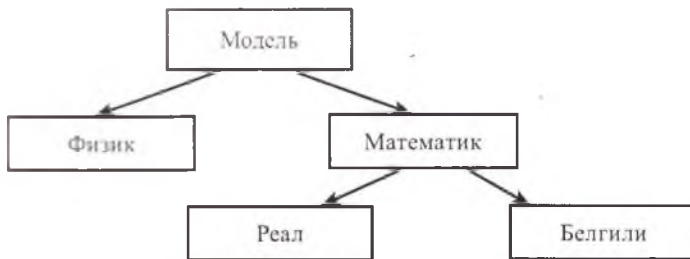 Модель
Физик
Математик
Реал
Белгили